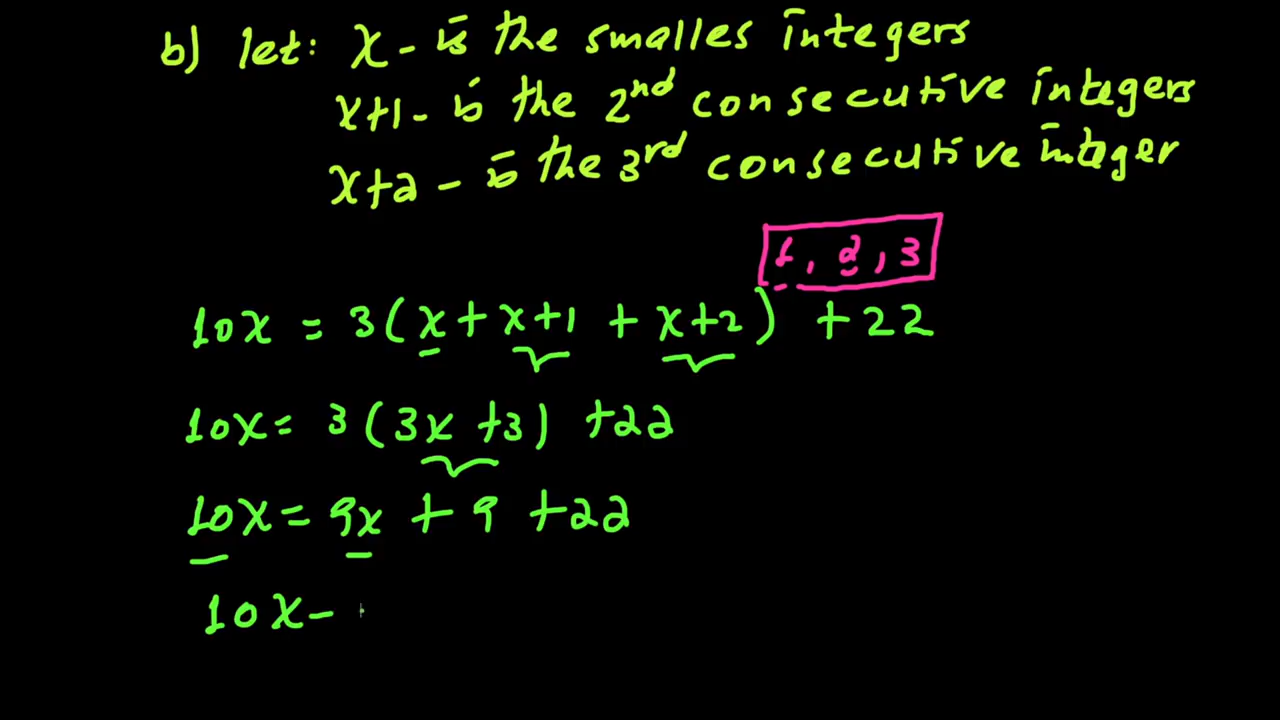 b) let: x - is the smalles integers
x+1 - is the 2nd consecutive integers
x+2 - is the 3rd consecutive integer
1, 2, 3
10x = 3(x + x+1 + x+2) + 22
10x = 3(3x+3) +22
10x = 9x + 9 +22
10x -